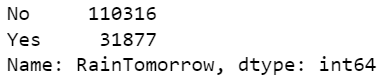 No     110316
Yes     31877
Name: RainTomorrow, dtype: int64